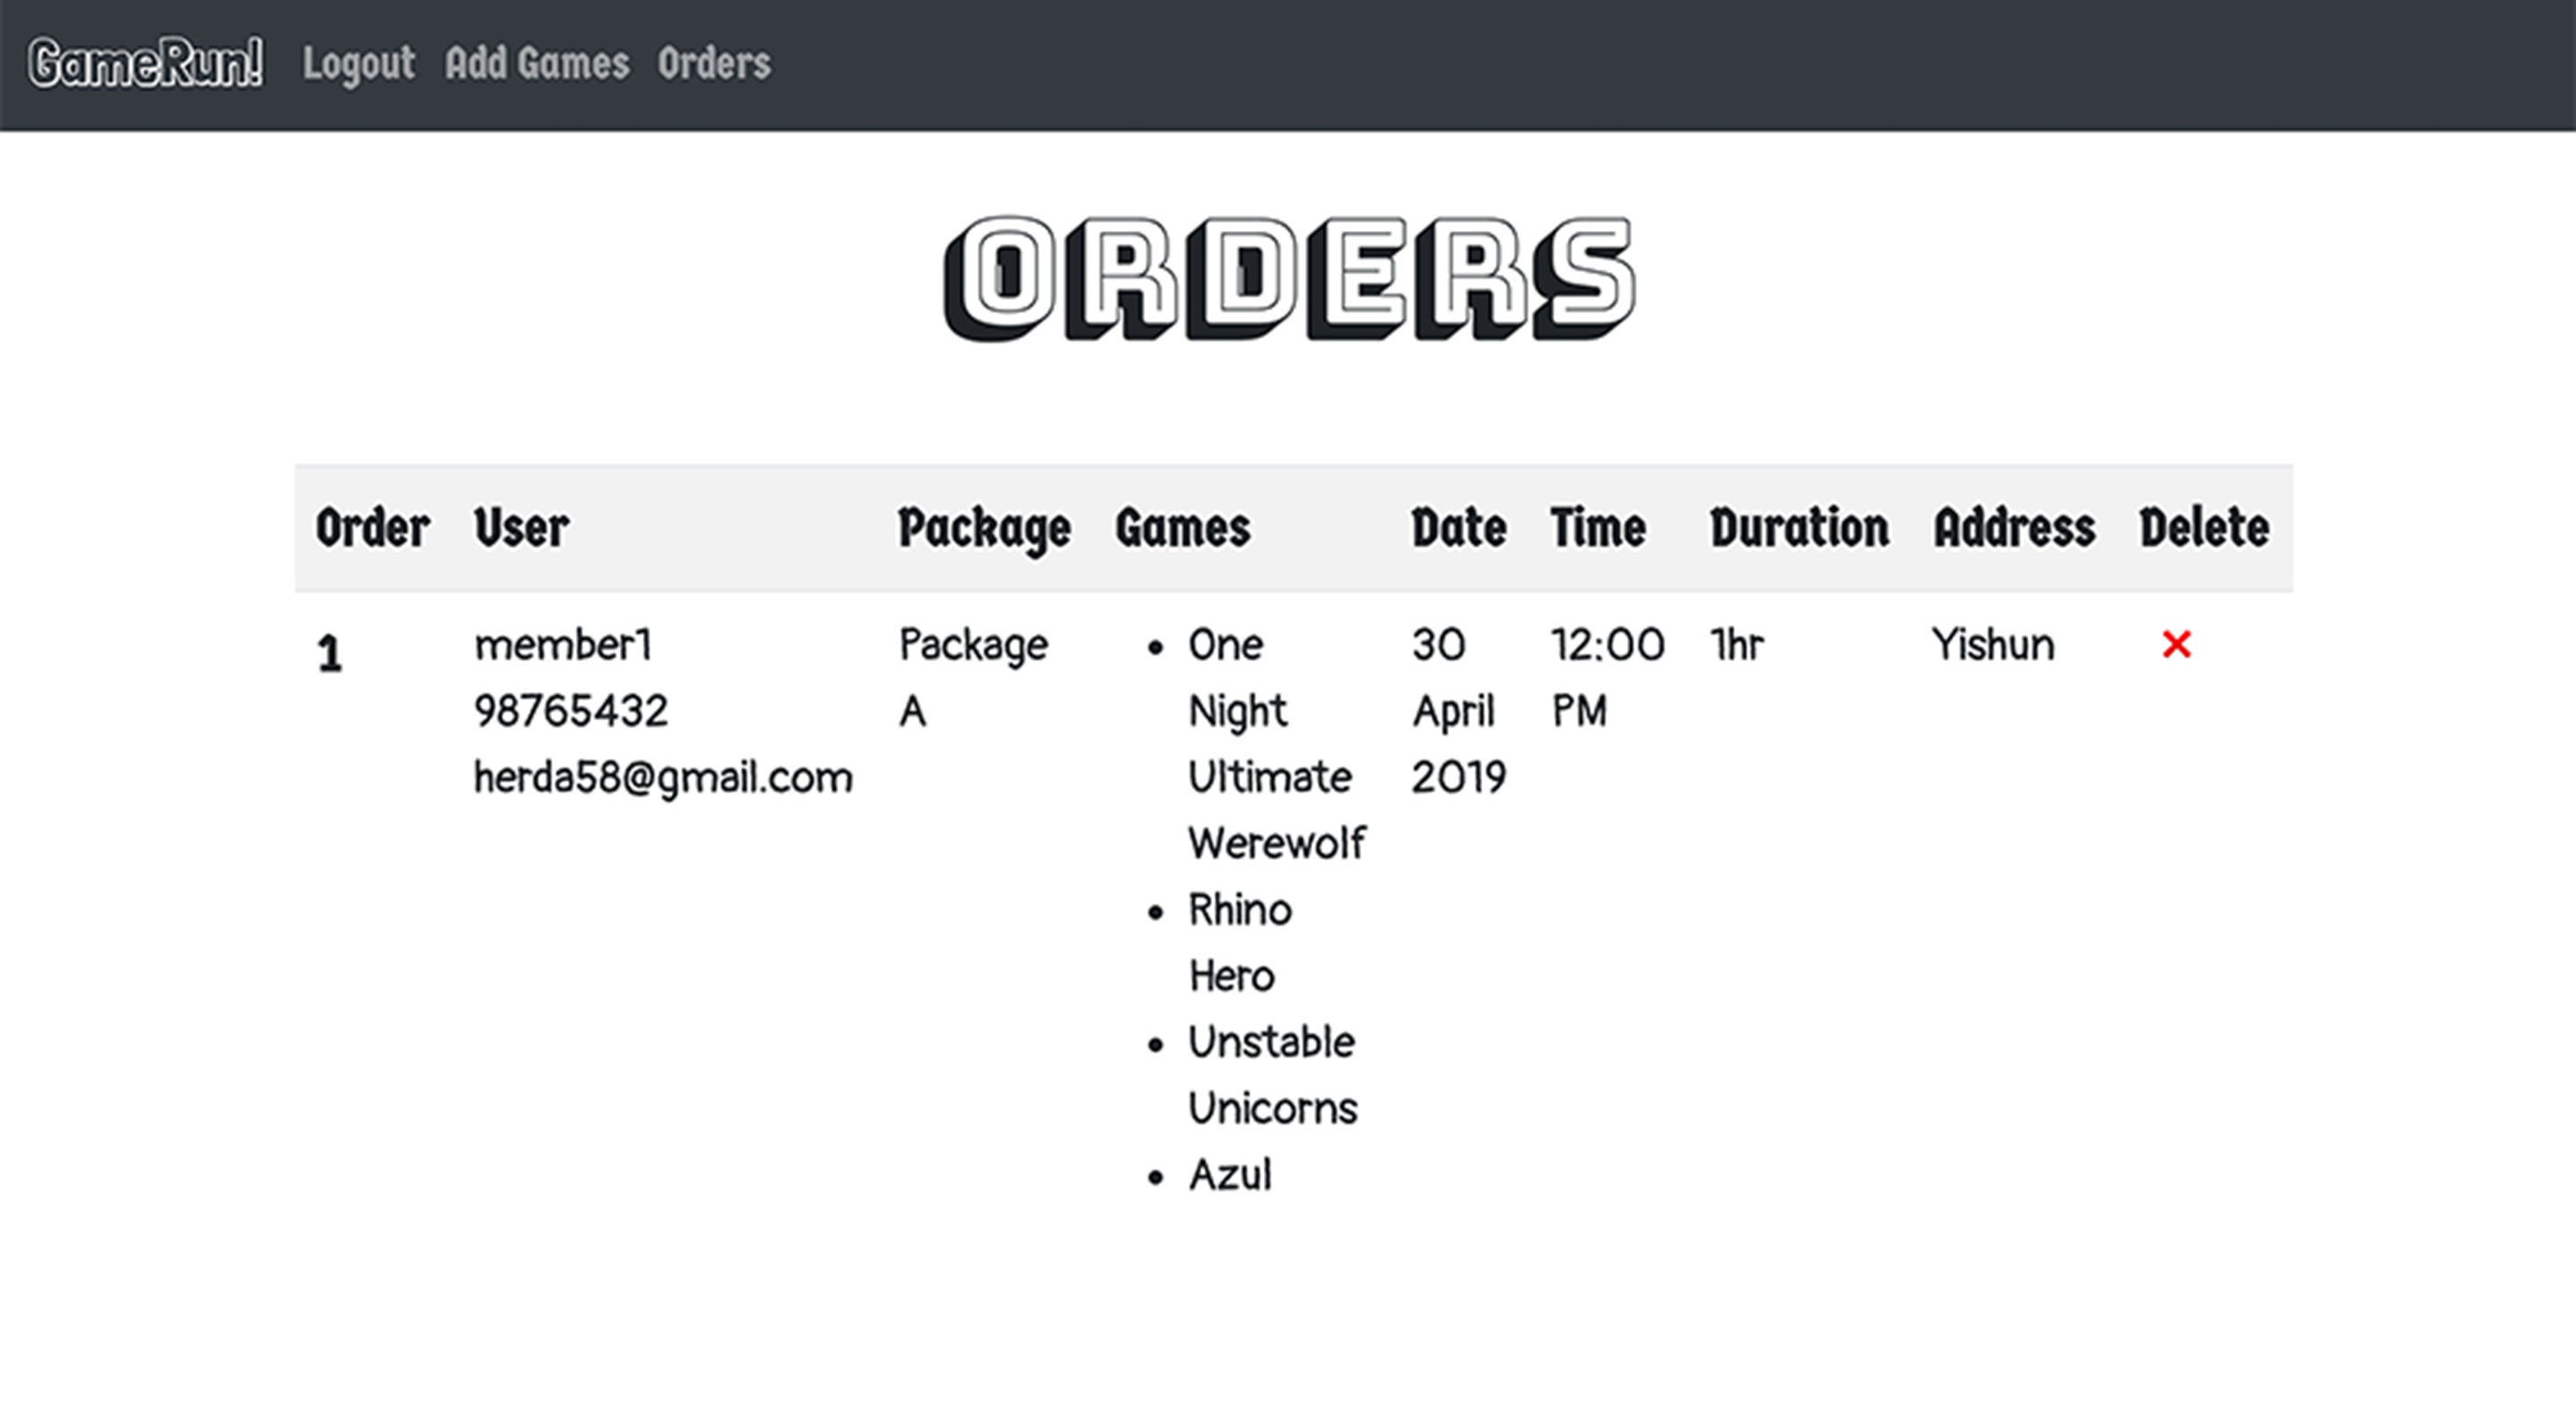 GameRun! Logout Add Games Orders
ORDERS
Order User Package Games Date Time Duration Address Delete
1 member1 Package • One 30 12:00 1hr Yishun ×
98765432 A Night April PM
herda58@gmail.com Ultimate 2019
Werewolf
• Rhino
Hero
• Unstable
Unicorns
• Azul